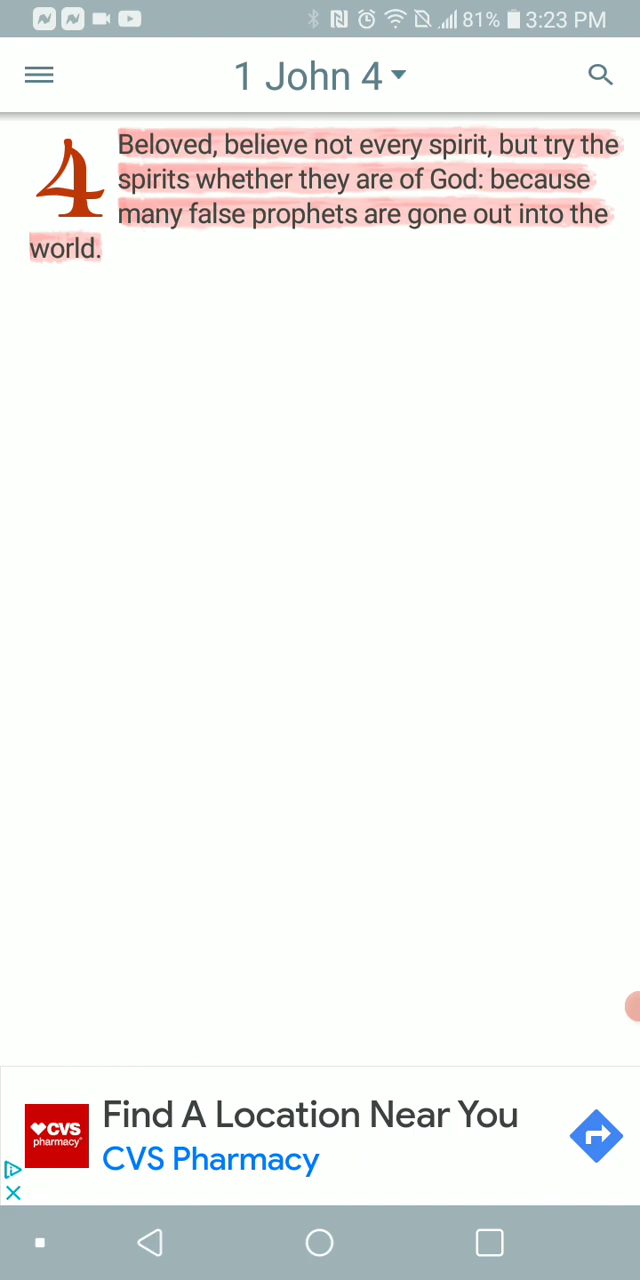 81% 3:23 PM
1 John 4
4 Beloved, believe not every spirit, but try the
spirits whether they are of God: because
many false prophets are gone out into the
world.
CVS
pharmacy
Find A Location Near You
CVS Pharmacy